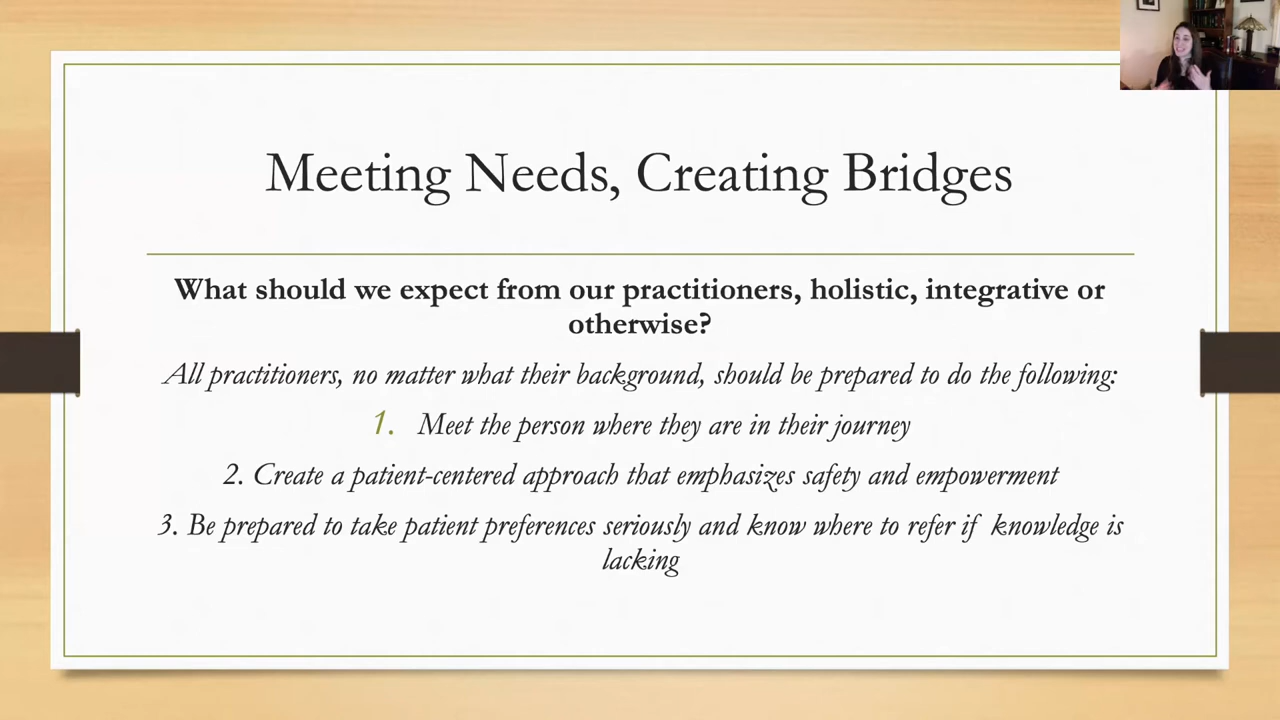 Meeting Needs, Creating Bridges
What should we expect from our practitioners, holistic, integrative or
otherwise?
All practitioners, no matter what their background, should be prepared to do the following:
1. Meet the person where they are in their journey
2. Create a patient-centered approach that emphasizes safety and empowerment
3. Be prepared to take patient preferences seriously and know where to refer if  knowledge is
lacking